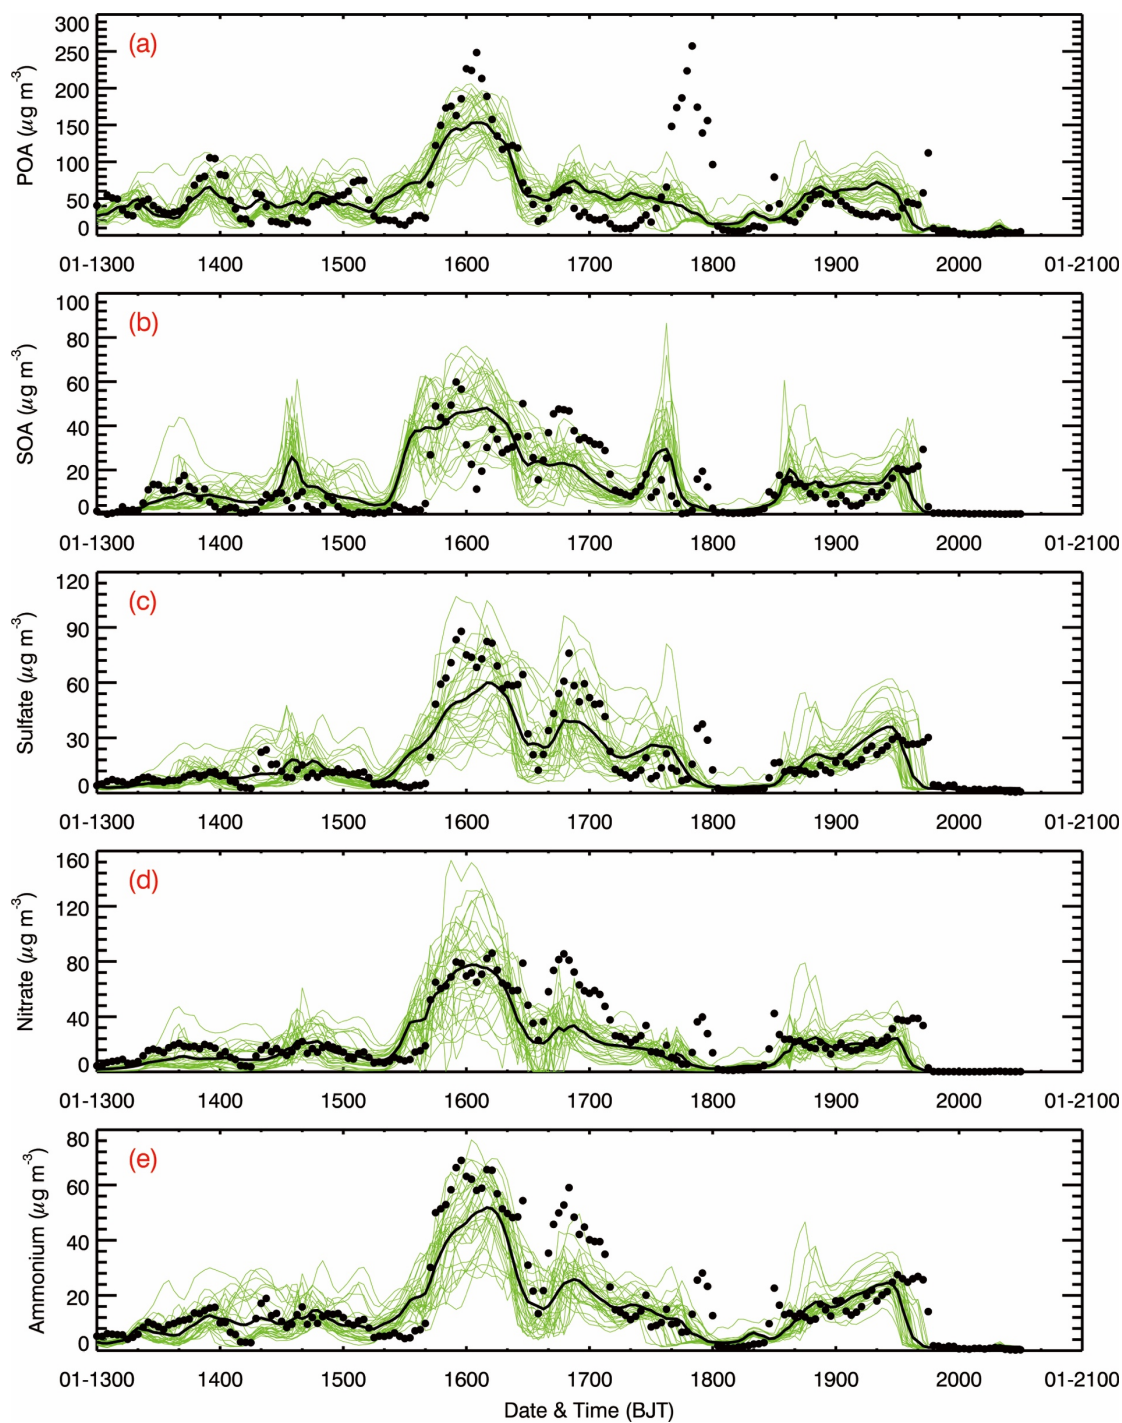 (a)
POA (μg m⁻³)
300
250
200
150
100
50
0
01-1300 1400 1500 1600 1700 1800 1900 2000 01-2100
(b)
SOA (μg m⁻³)
100
80
60
40
20
0
01-1300 1400 1500 1600 1700 1800 1900 2000 01-2100
(c)
Sulfate (μg m⁻³)
120
90
60
30
0
01-1300 1400 1500 1600 1700 1800 1900 2000 01-2100
(d)
Nitrate (μg m⁻³)
160
120
80
40
0
01-1300 1400 1500 1600 1700 1800 1900 2000 01-2100
(e)
Ammonium (μg m⁻³)
80
60
40
20
0
01-1300 1400 1500 1600 1700 1800 1900 2000 01-2100
Date & Time (BJT)